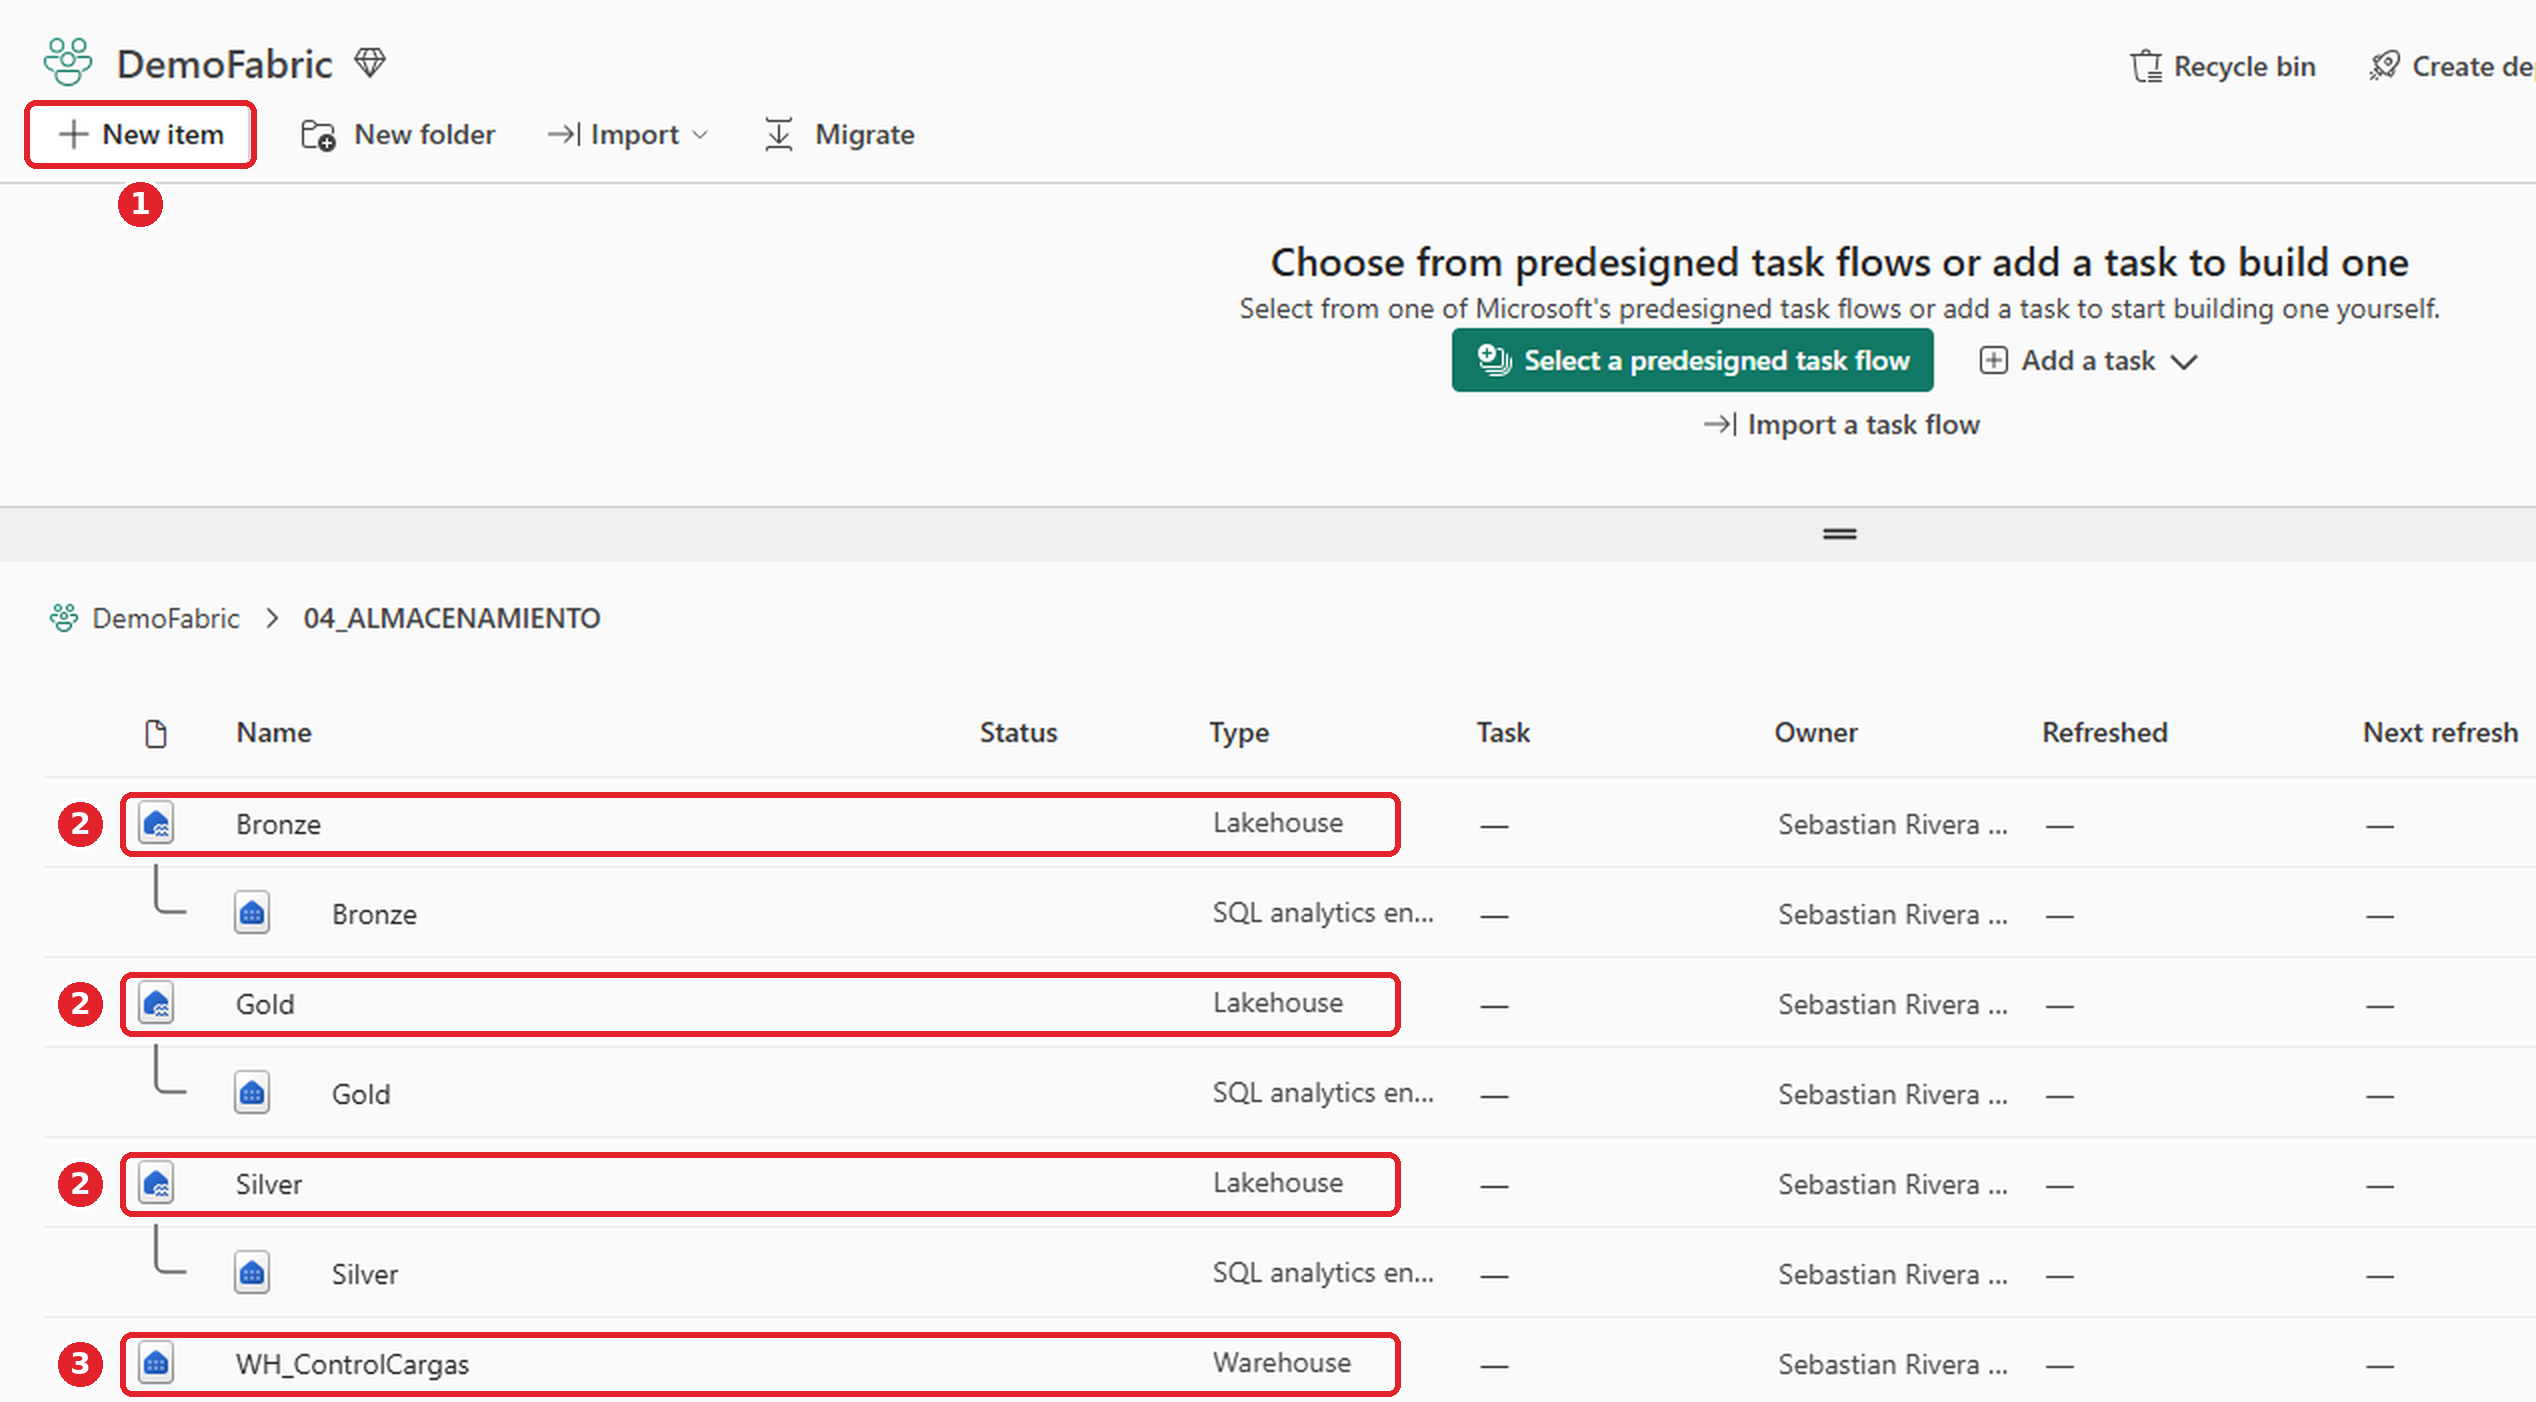 DemoFabric
Recycle bin
Create de
New item
New folder
Import
Migrate
1
Choose from predesigned task flows or add a task to build one
Select from one of Microsoft's predesigned task flows or add a task to start building one yourself.
Select a predesigned task flow
Add a task
Import a task flow
DemoFabric > 04_ALMACENAMIENTO
Name Status Type Task Owner Refreshed Next refresh
2 Bronze Lakehouse — Sebastian Rivera ... — —
Bronze SQL analytics en... — Sebastian Rivera ... — —
2 Gold Lakehouse — Sebastian Rivera ... — —
Gold SQL analytics en... — Sebastian Rivera ... — —
2 Silver Lakehouse — Sebastian Rivera ... — —
Silver SQL analytics en... — Sebastian Rivera ... — —
3 WH_ControlCargas Warehouse — Sebastian Rivera ... — —